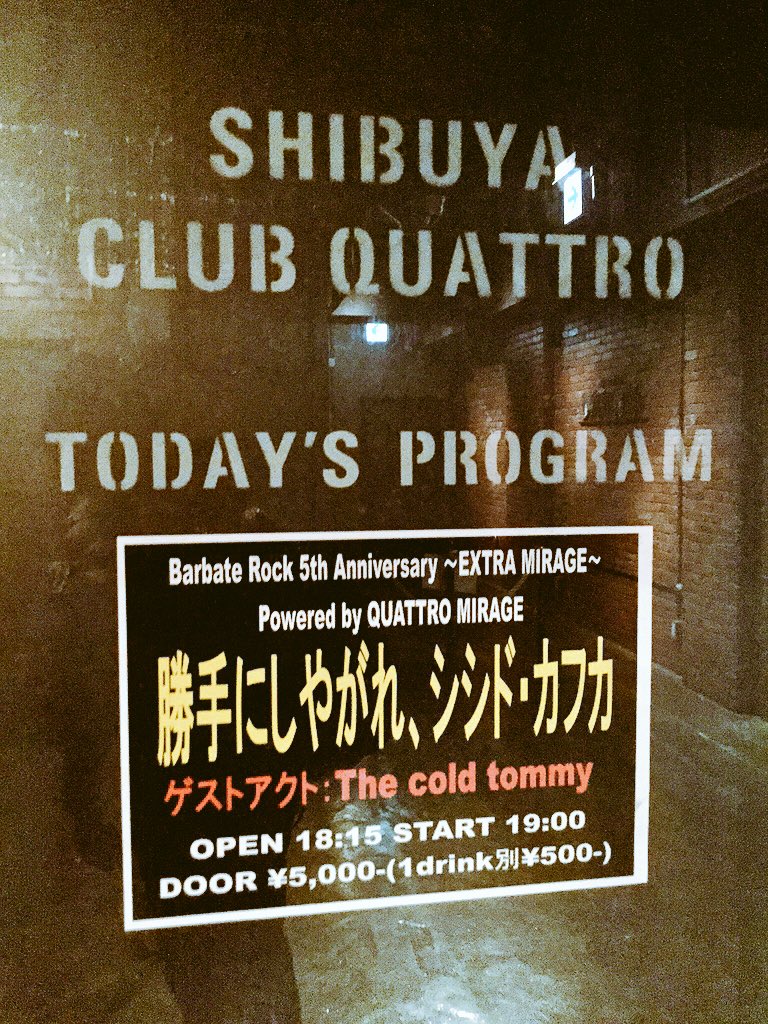 SHIBUYA
CLUB QUATTRO
TODAY'S PROGRAM
Barbate Rock 5th Anniversary ~EXTRA MIRAGE~
Powered by QUATTRO MIRAGE
勝手にしやがれ、シシド・カフカ
ゲストアクト:The cold tommy
OPEN 18:15 START 19:00
DOOR ¥5,000-(1drink別¥500-)